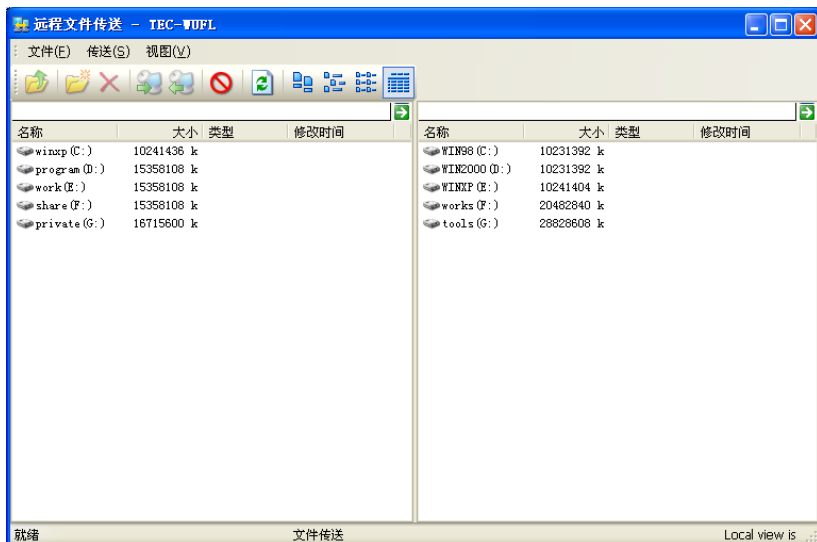 远程文件传送 - TEC-WUFL
文件(F) 传送(S) 视图(V)
名称 大小 类型 修改时间
winxp(C:) 10241436 k
program(D:) 15358108 k
work(E:) 15358108 k
share(F:) 15358108 k
private(G:) 16715600 k
名称 大小 类型 修改时间
WIN98(C:) 10231392 k
WIN2000(D:) 10231392 k
WINXP(E:) 10241404 k
works(F:) 20482840 k
tools(G:) 28828608 k
就绪 文件传送 Local view is